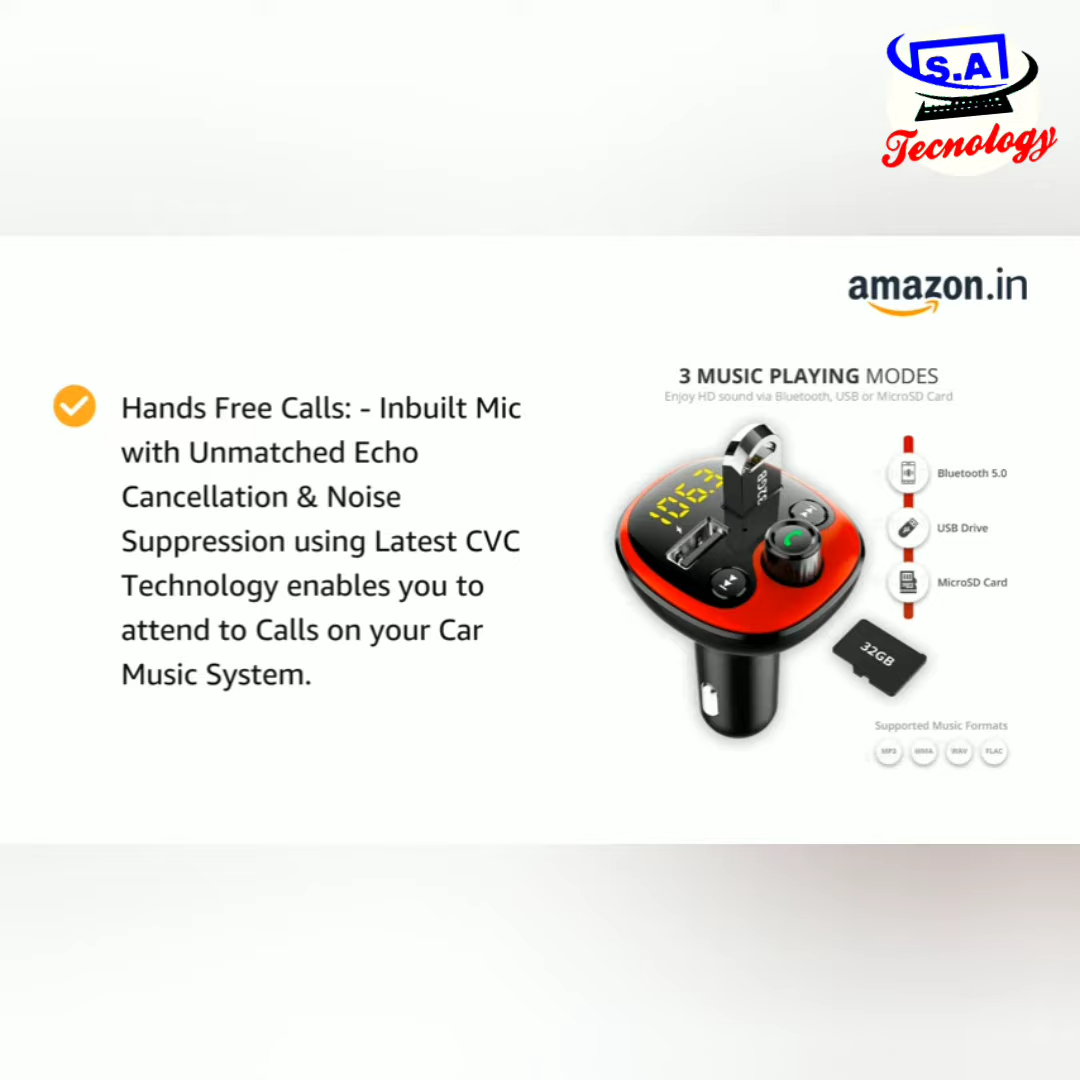 S.A
Tecnology
amazon.in
Hands Free Calls: - Inbuilt Mic
with Unmatched Echo
Cancellation & Noise
Suppression using Latest CVC
Technology enables you to
attend to Calls on your Car
Music System.
3 MUSIC PLAYING MODES
Enjoy HD sound via Bluetooth, USB or MicroSD Card
106.3
32GB
Bluetooth 5.0
USB Drive
MicroSD Card
32GB
Supported Music Formats
MP3 WMA WAV FLAC